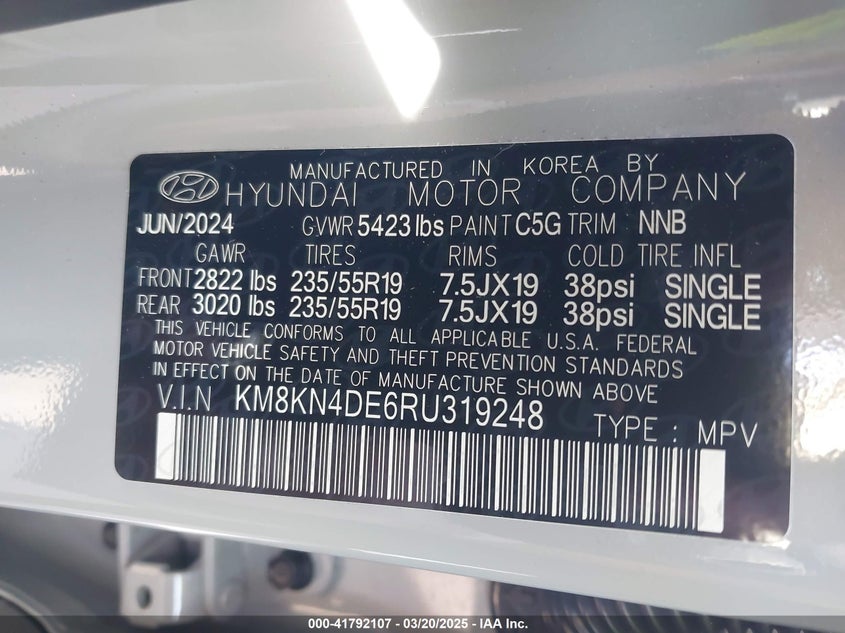 MANUFACTURED IN KOREA BY
HYUNDAI MOTOR COMPANY
JUN/2024 GVWR 5423 lbs PAINT C5G TRIM NNB
GAWR TIRES RIMS COLD TIRE INFL
FRONT 2822 lbs 235/55R19 7.5JX19 38psi SINGLE
REAR 3020 lbs 235/55R19 7.5JX19 38psi SINGLE
THIS VEHICLE CONFORMS TO ALL APPLICABLE U.S.A. FEDERAL
MOTOR VEHICLE SAFETY AND THEFT PREVENTION STANDARDS
IN EFFECT ON THE DATE OF MANUFACTURE SHOWN ABOVE
V.I.N KM8KN4DE6RU319248 TYPE : MPV
000-41792107 - 03/20/2025 - IAA Inc.